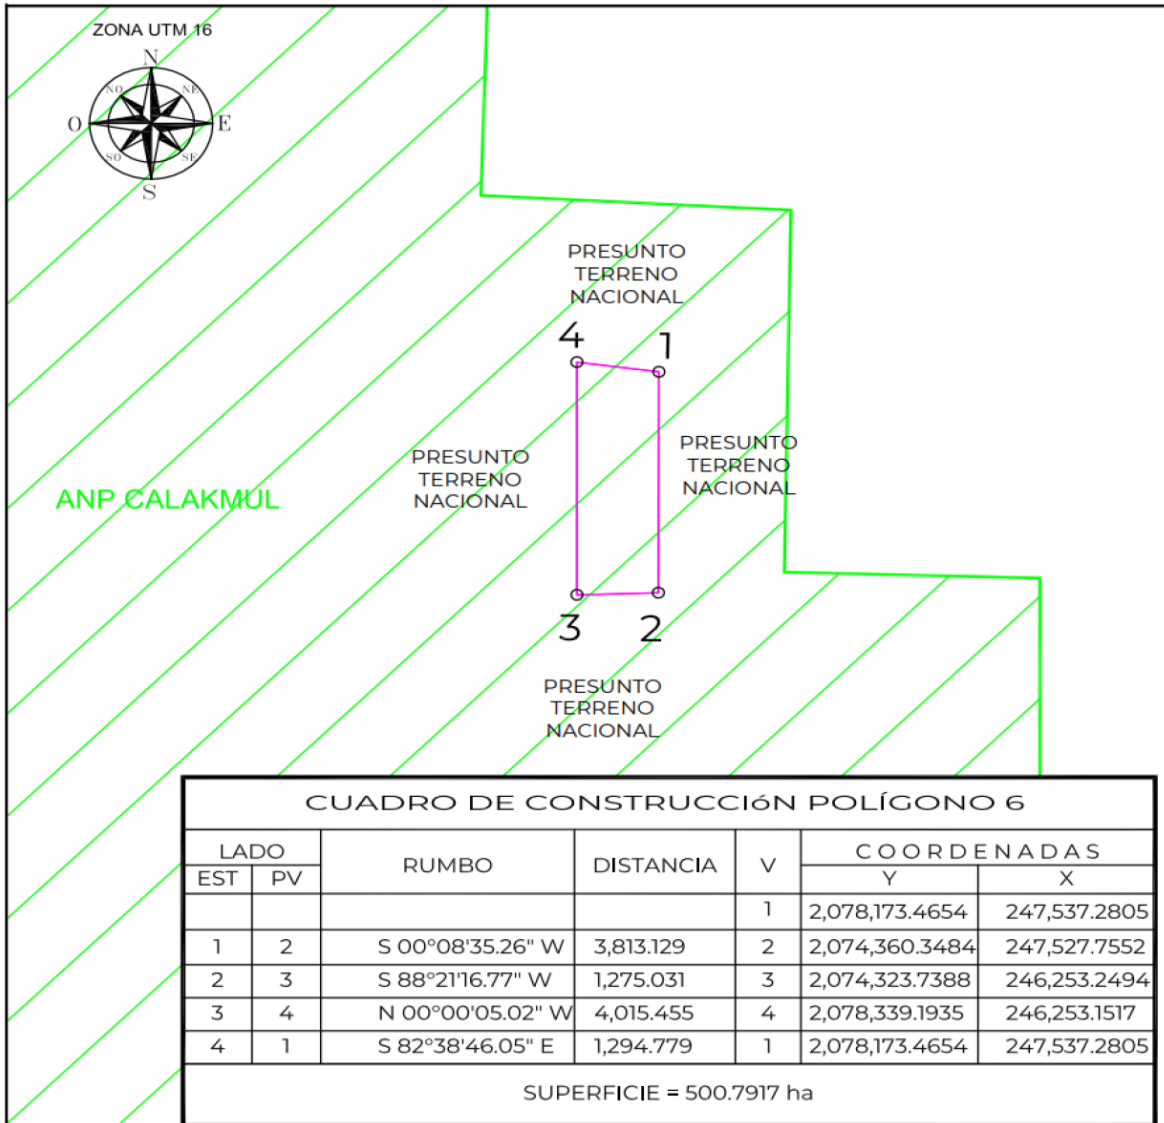 ZONA UTM 16
N
NO NE
O E
SO SE
S
PRESUNTO
TERRENO
NACIONAL
4 1
PRESUNTO
TERRENO
NACIONAL
PRESUNTO
TERRENO
NACIONAL
ANP CALAKMUL
3 2
PRESUNTO
TERRENO
NACIONAL
CUADRO DE CONSTRUCCIóN POLÍGONO 6
LADO RUMBO DISTANCIA V COORDENADAS
EST PV Y X
1 2,078,173.4654 247,537.2805
1 2 S 00°08'35.26" W 3,813.129 2 2,074,360.3484 247,527.7552
2 3 S 88°21'16.77" W 1,275.031 3 2,074,323.7388 246,253.2494
3 4 N 00°00'05.02" W 4,015.455 4 2,078,339.1935 246,253.1517
4 1 S 82°38'46.05" E 1,294.779 1 2,078,173.4654 247,537.2805
SUPERFICIE = 500.7917 ha